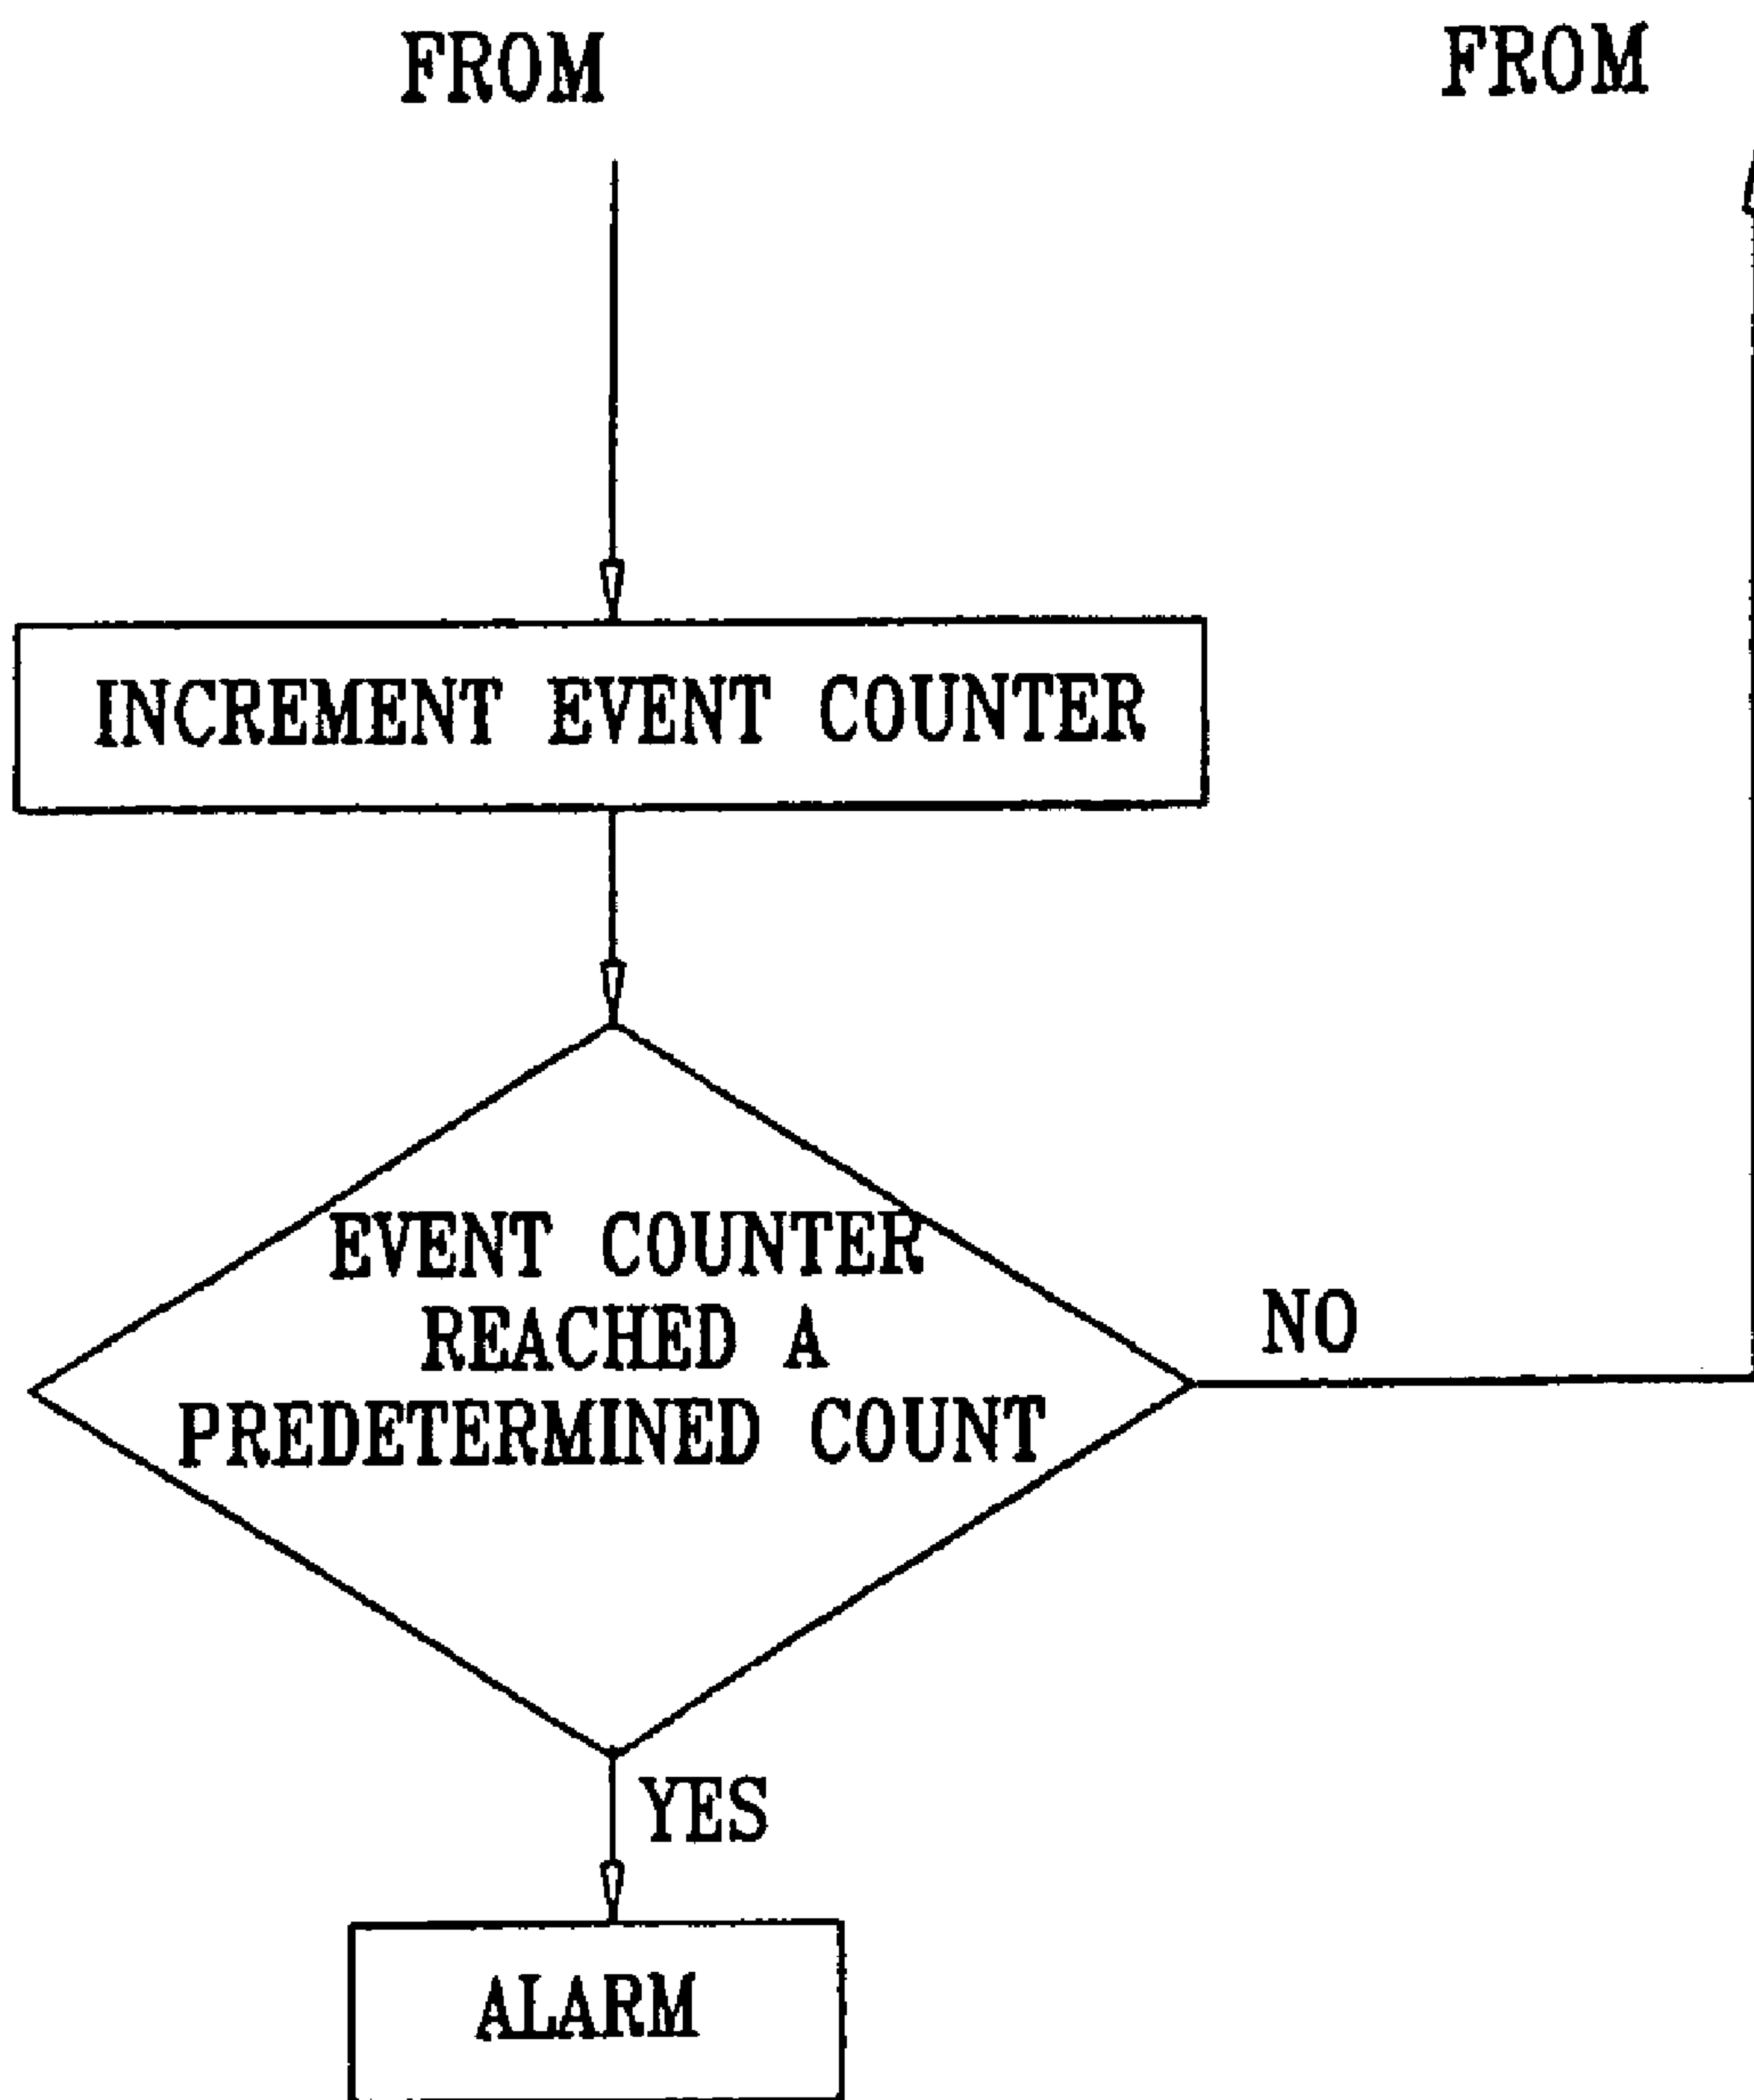 FROM
FROM
INCREMENT EVENT COUNTER
EVENT COUNTER
REACHED A
PREDETERMINED COUNT
NO
YES
ALARM